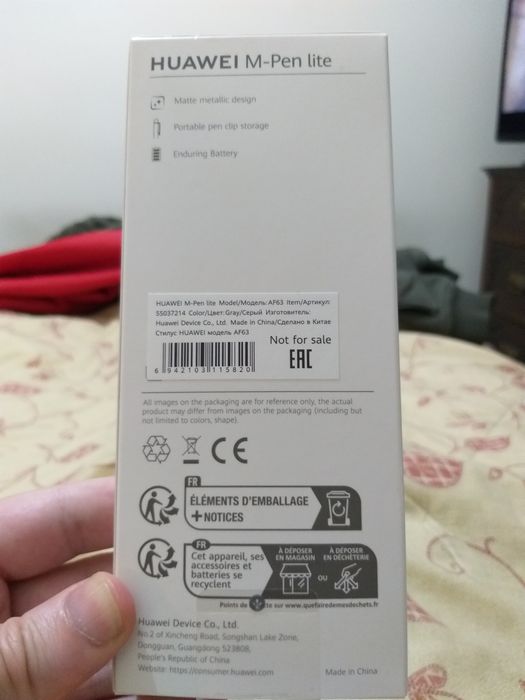 HUAWEI M-Pen lite
Matte metallic design
Portable pen clip storage
Enduring Battery
HUAWEI M-Pen lite Model/Модель:AF63 Item/Артикул:
55037214 Color/Цвет:Gray/Серый Изготовитель:
Huawei Device Co., Ltd. Made in China/Сделано в Китае
Стилус HUAWEI модель AF63
Not for sale
6 942103 115820
EAC
All images on the packaging are for reference only, the actual
product may differ from images on the packaging (including but
not limited to colors, shape).
CE
FR
ÉLÉMENTS D'EMBALLAGE
+NOTICES
FR
Cet appareil, ses
accessoires et
batteries se
recyclent
À DÉPOSER
EN MAGASIN
OU
À DÉPOSER
EN DÉCHÈTERIE
Points de collecte sur www.quefairedemesdechets.fr
Huawei Device Co., Ltd.
No.2 of Xincheng Road, Songshan Lake Zone,
Dongguan, Guangdong 523808,
People's Republic of China
Website: https://consumer.huawei.com
Made in China